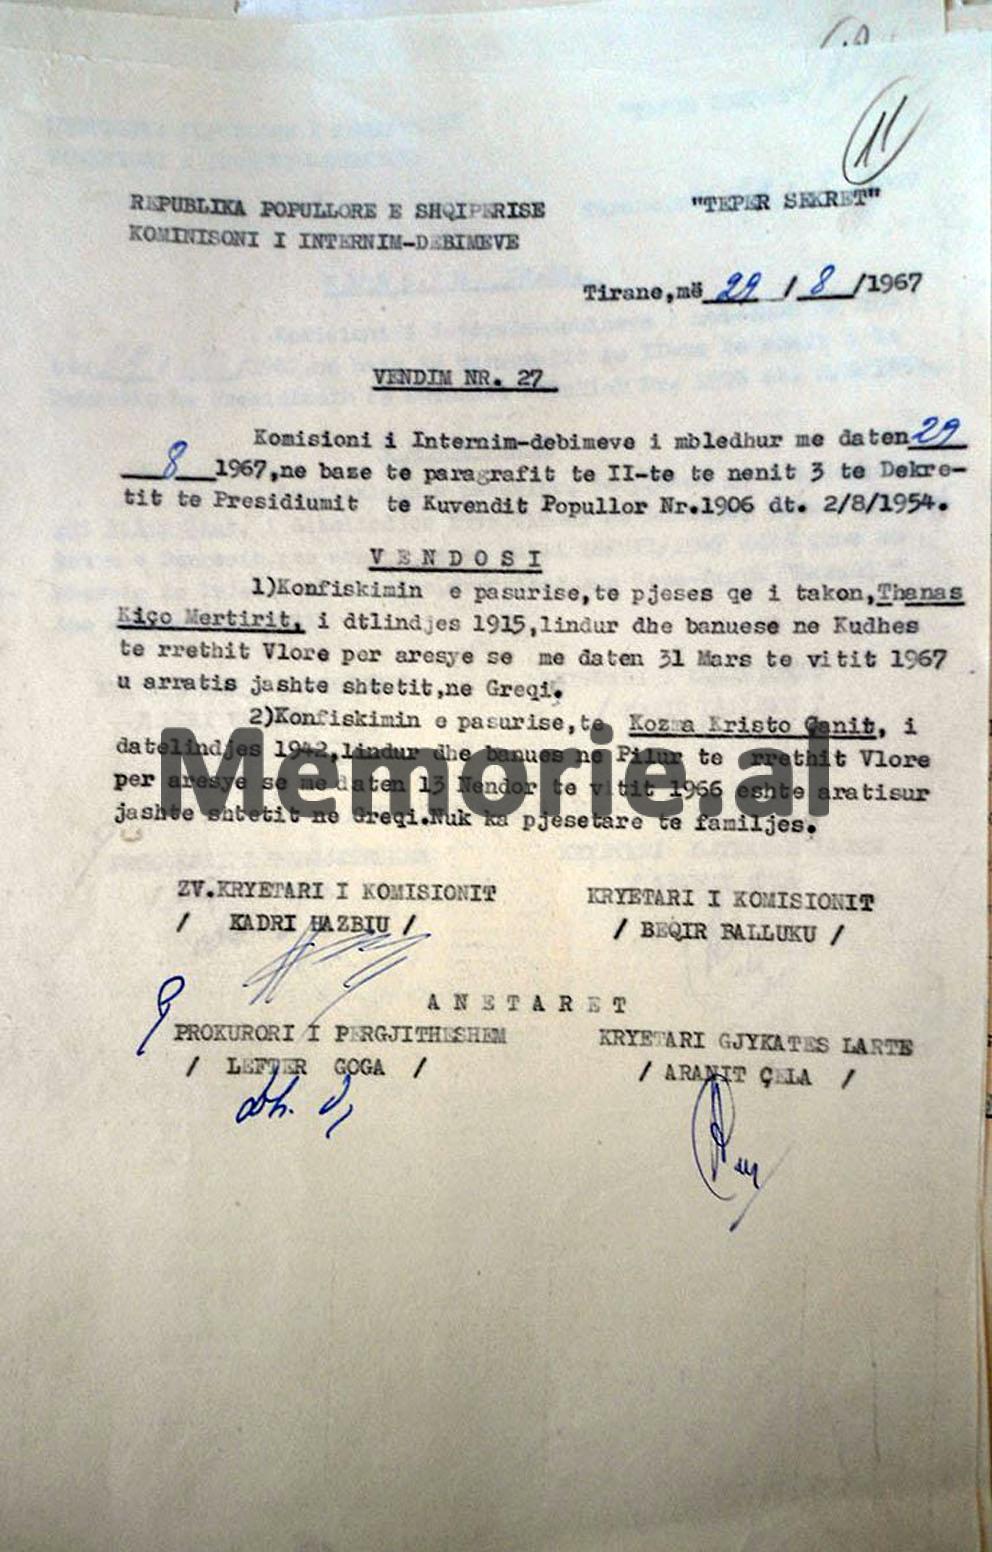 11
REPUBLIKA POPULLORE E SHQIPERISE
"TEPER SEKRET"
KOMINISONI I INTERNIM-DEBIMEVE
Tirane,më 29 / 8 /1967
VENDIM NR. 27
Komisioni i Internim-debimeve i mbledhur me daten 29
8 1967,ne baze te paragrafit te II-te te nenit 3 te Dekre-
tit te Presidiumit te Kuvendit Popullor Nr.1906 dt. 2/8/1954.
V E N D O S I
1)Konfiskimin e pasurise,te pjeses qe i takon,Thanas
Kiço Mertirit, i dtlindjes 1915,lindur dhe banuese ne Kudhes
te rrethit Vlore per aresye se me daten 31 Mars te vitit 1967
u arratis jashte shtetit,ne Greqi.
2)Konfiskimin e pasurise,te Kozma Kristo Ganit, i
datelindjes 1942,lindur dhe banues ne Pilur te rrethit Vlore
per aresye se me daten 13 Nendor te vitit 1966 eshte aratisur
jashte shtetit ne Greqi.Nuk ka pjesetare te familjes.
Memorie.al
ZV.KRYETARI I KOMISIONIT
KRYETARI I KOMISIONIT
/ KADRI HAZBIU /
/ BEQIR BALLUKU /
A N E T A R E T
PROKURORI I PERGJITHESHEM
KRYETARI GJYKATES LARTE
/ LEFTER GOGA /
/ ARANIT ÇELA /